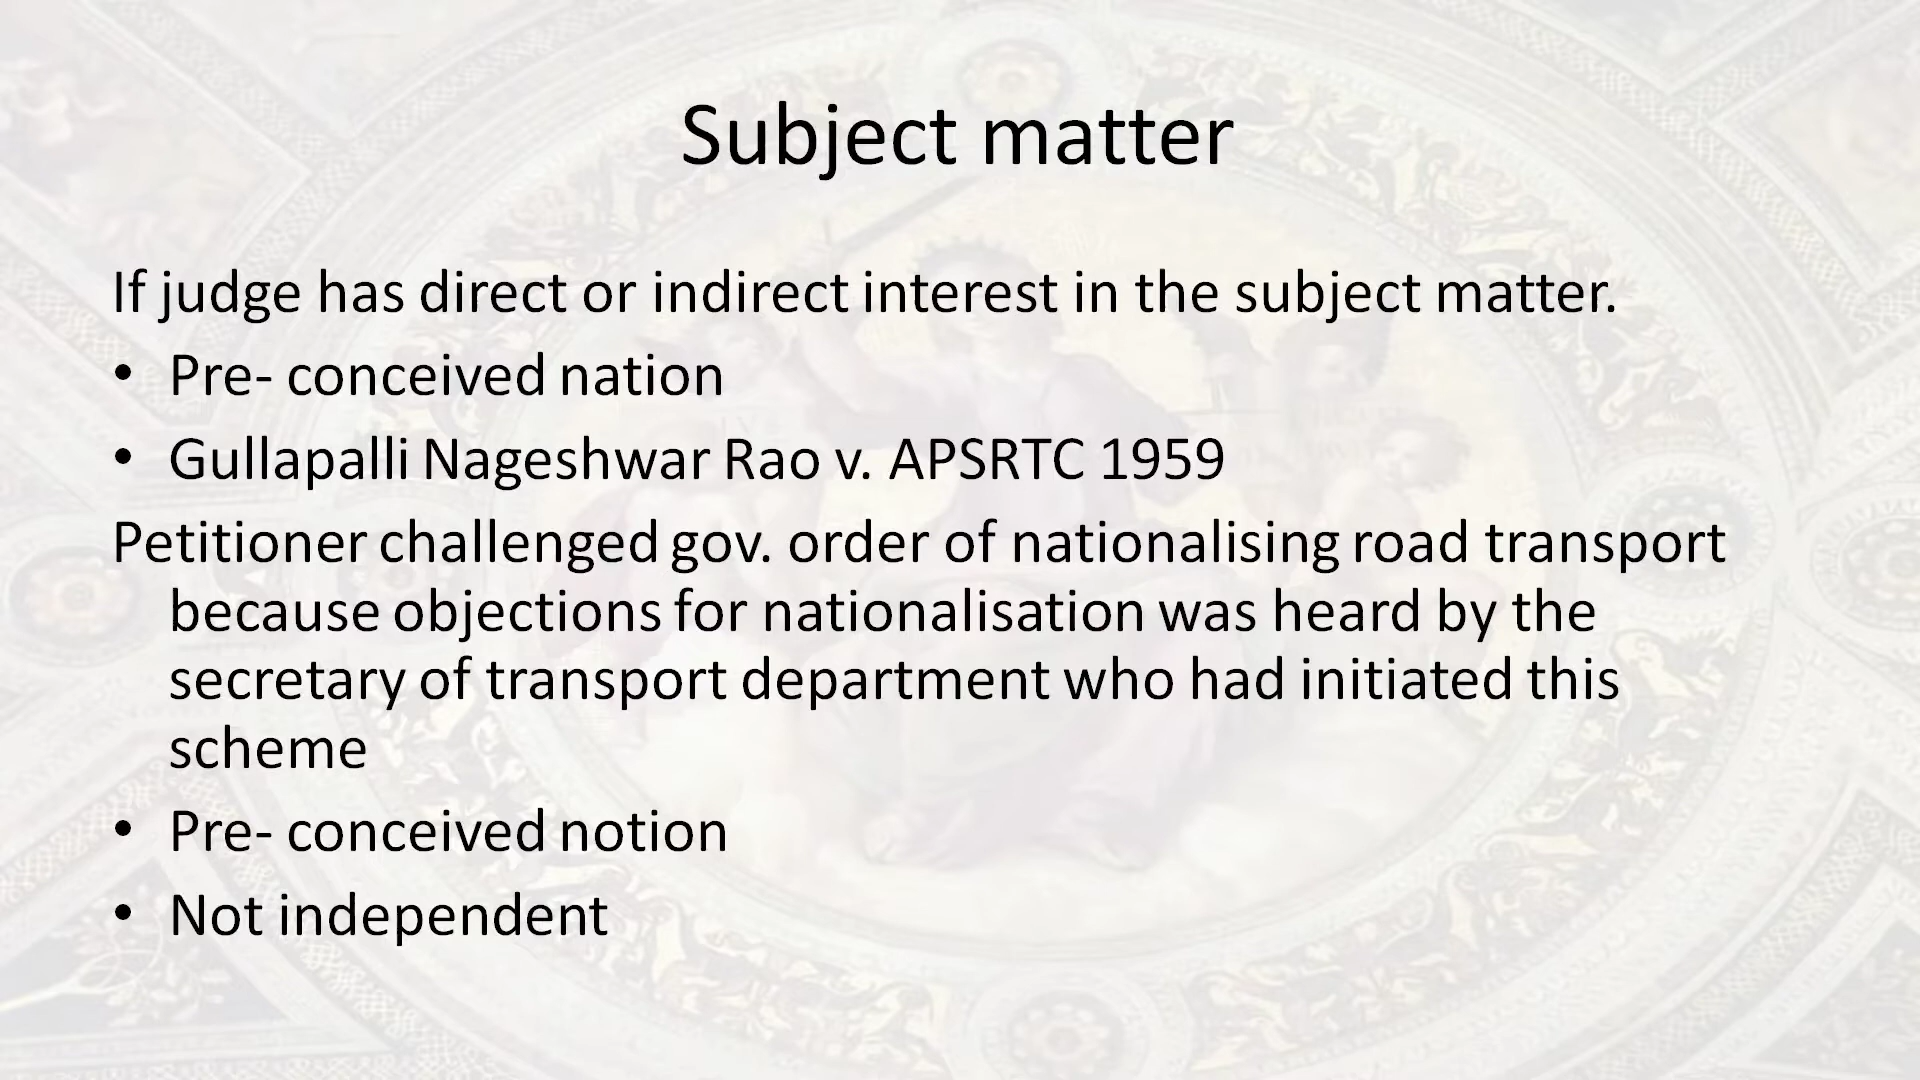 Subject matter
If judge has direct or indirect interest in the subject matter.
• Pre- conceived nation
• Gullapalli Nageshwar Rao v. APSRTC 1959
Petitioner challenged gov. order of nationalising road transport
because objections for nationalisation was heard by the
secretary of transport department who had initiated this
scheme
• Pre- conceived notion
• Not independent